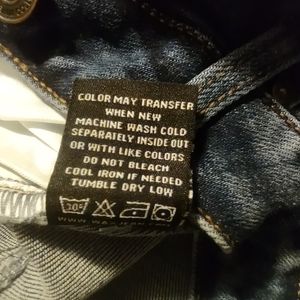 COLOR MAY TRANSFER
WHEN NEW
MACHINE WASH COLD
SEPARATELY INSIDE OUT
OR WITH LIKE COLORS
DO NOT BLEACH
COOL IRON IF NEEDED
TUMBLE DRY LOW
30°